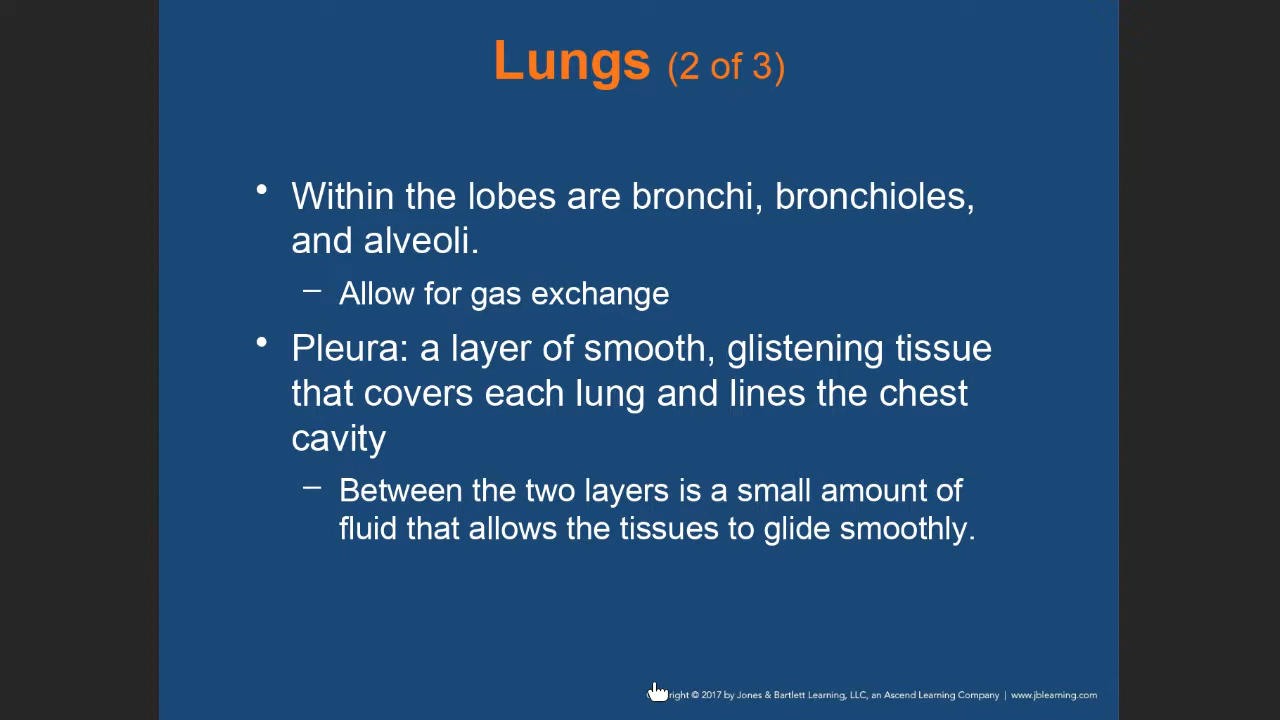 Lungs (2 of 3)
• Within the lobes are bronchi, bronchioles,
and alveoli.
– Allow for gas exchange
• Pleura: a layer of smooth, glistening tissue
that covers each lung and lines the chest
cavity
– Between the two layers is a small amount of
fluid that allows the tissues to glide smoothly.
right © 2017 by Jones & Bartlett Learning, LLC, an Ascend Learning Company | www.jblearning.com